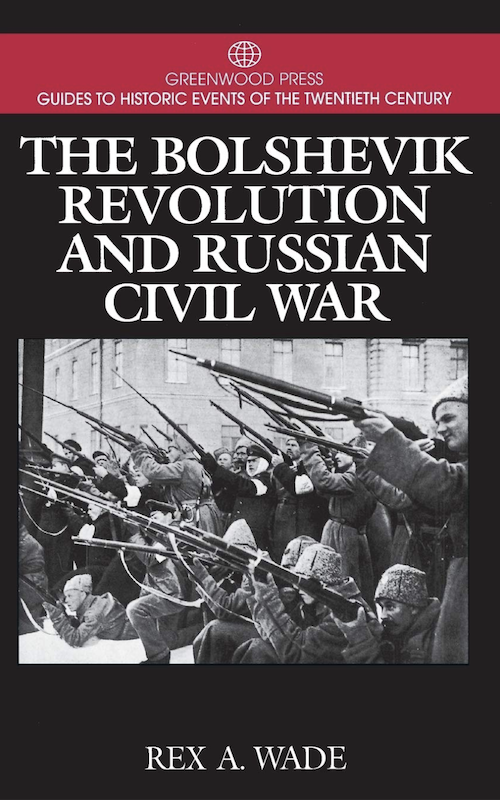 GREENWOOD PRESS
GUIDES TO HISTORIC EVENTS OF THE TWENTIETH CENTURY
THE BOLSHEVIK
REVOLUTION
AND RUSSIAN
CIVIL WAR
REX A. WADE